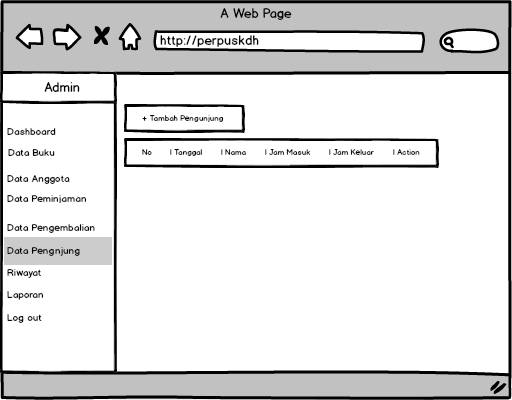 A Web Page
http://perpuskdh
Admin
Dashboard
Data Buku
Data Anggota
Data Peminjaman
Data Pengembalian
Data Pengnjung
Riwayat
Laporan
Log out
+ Tambah Pengunjung
No | Tanggal | Nama | Jam Masuk | Jam Keluar | Action